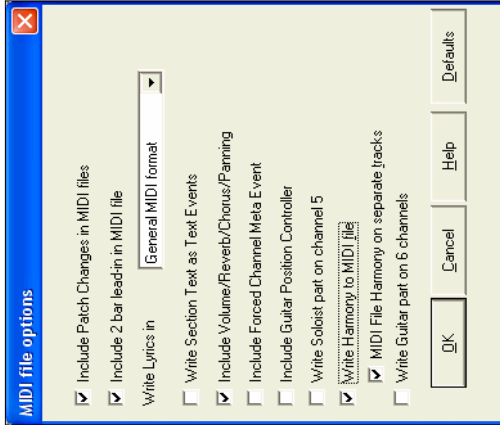 MIDI file options
Include Patch Changes in MIDI files
Include 2 bar lead-in in MIDI file
Write Lyrics in General MIDI format
Write Section Text as Text Events
Include Volume/Reverb/Chorus/Panning
Include Forced Channel Meta Event
Include Guitar Position Controller
Write Soloist part on channel 5
Write Harmony to MIDI file
MIDI File Harmony on separate tracks
Write Guitar part on 6 channels
OK Cancel Help Defaults